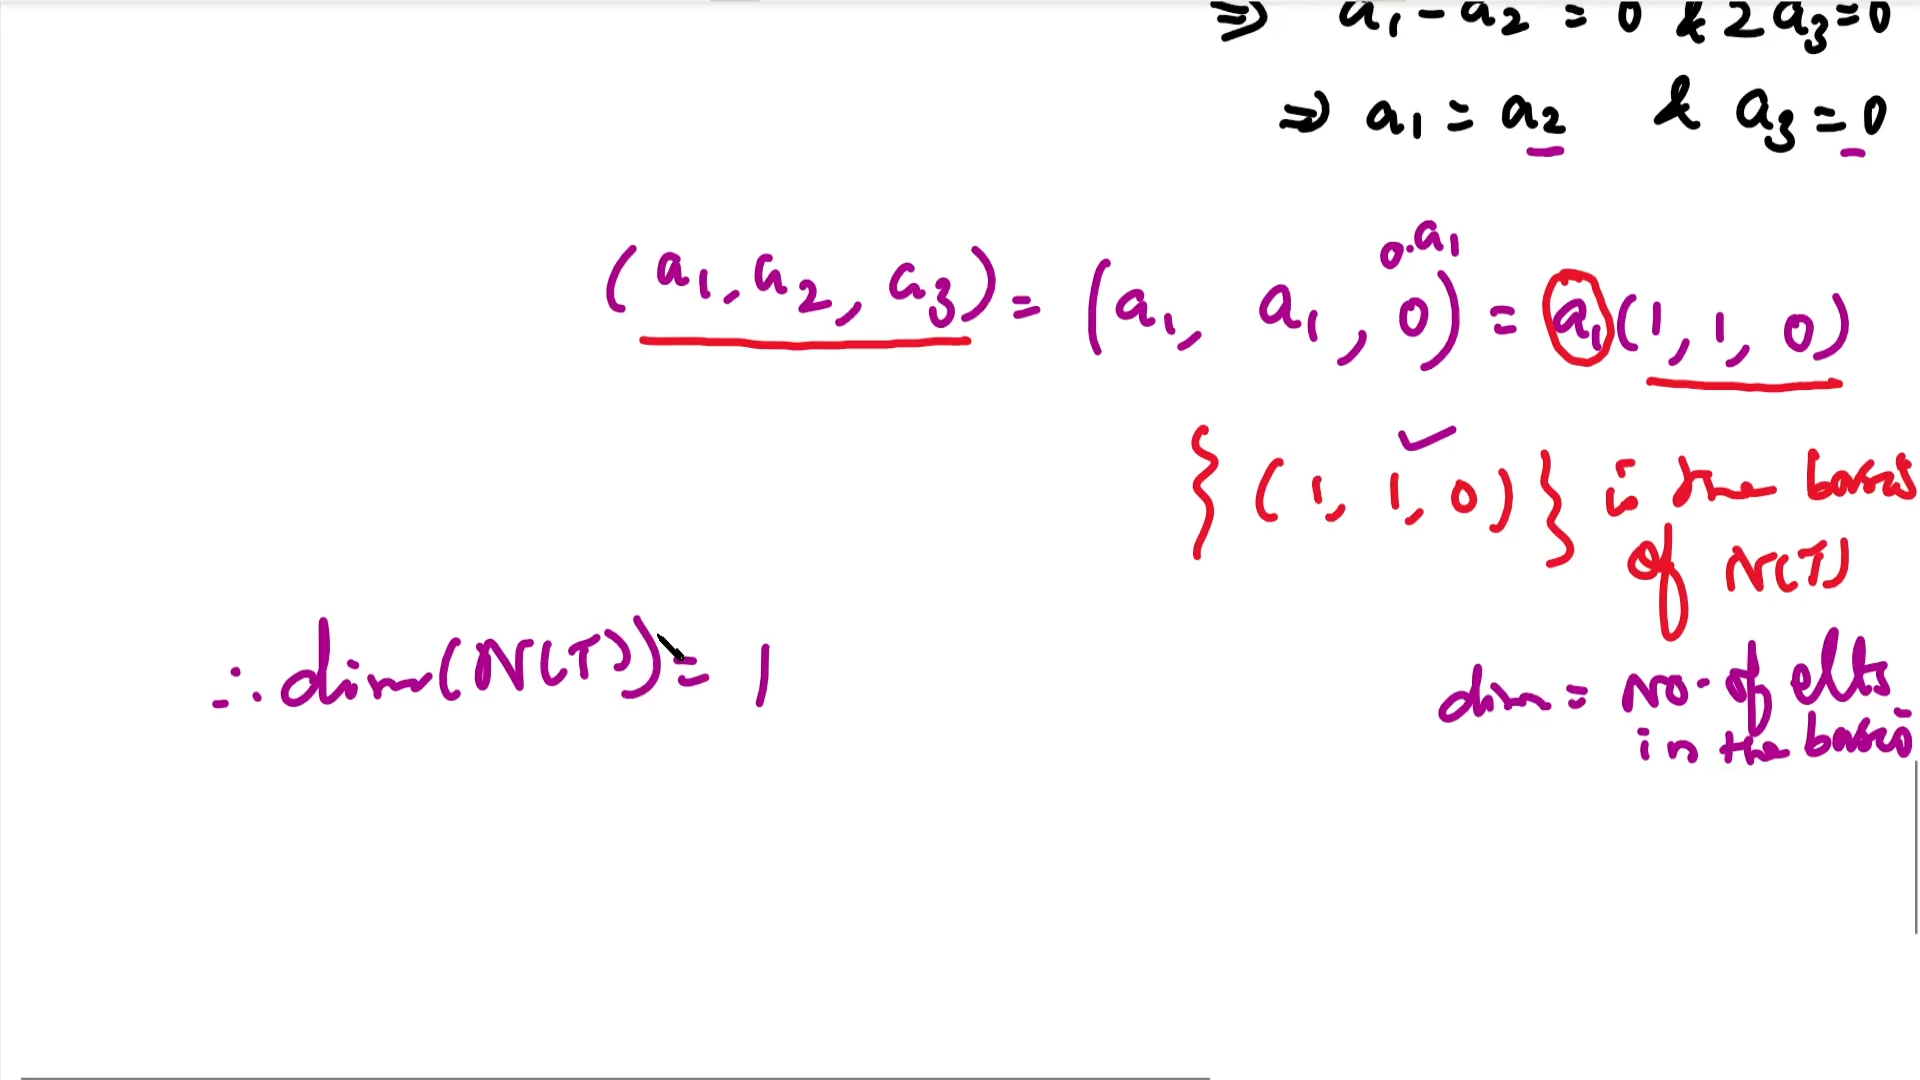 ⇒ a₁ - a₂ = 0 & 2a₃ = 0
⇒ a₁ = a₂ & a₃ = 0
0.a₁
(a₁, a₂, a₃) = (a₁, a₁, 0) = a₁(1, 1, 0)
{(1, 1, 0)} is the basis
of N(T)
∴ dim(N(T)) = 1
dim = No. of elts
in the basis